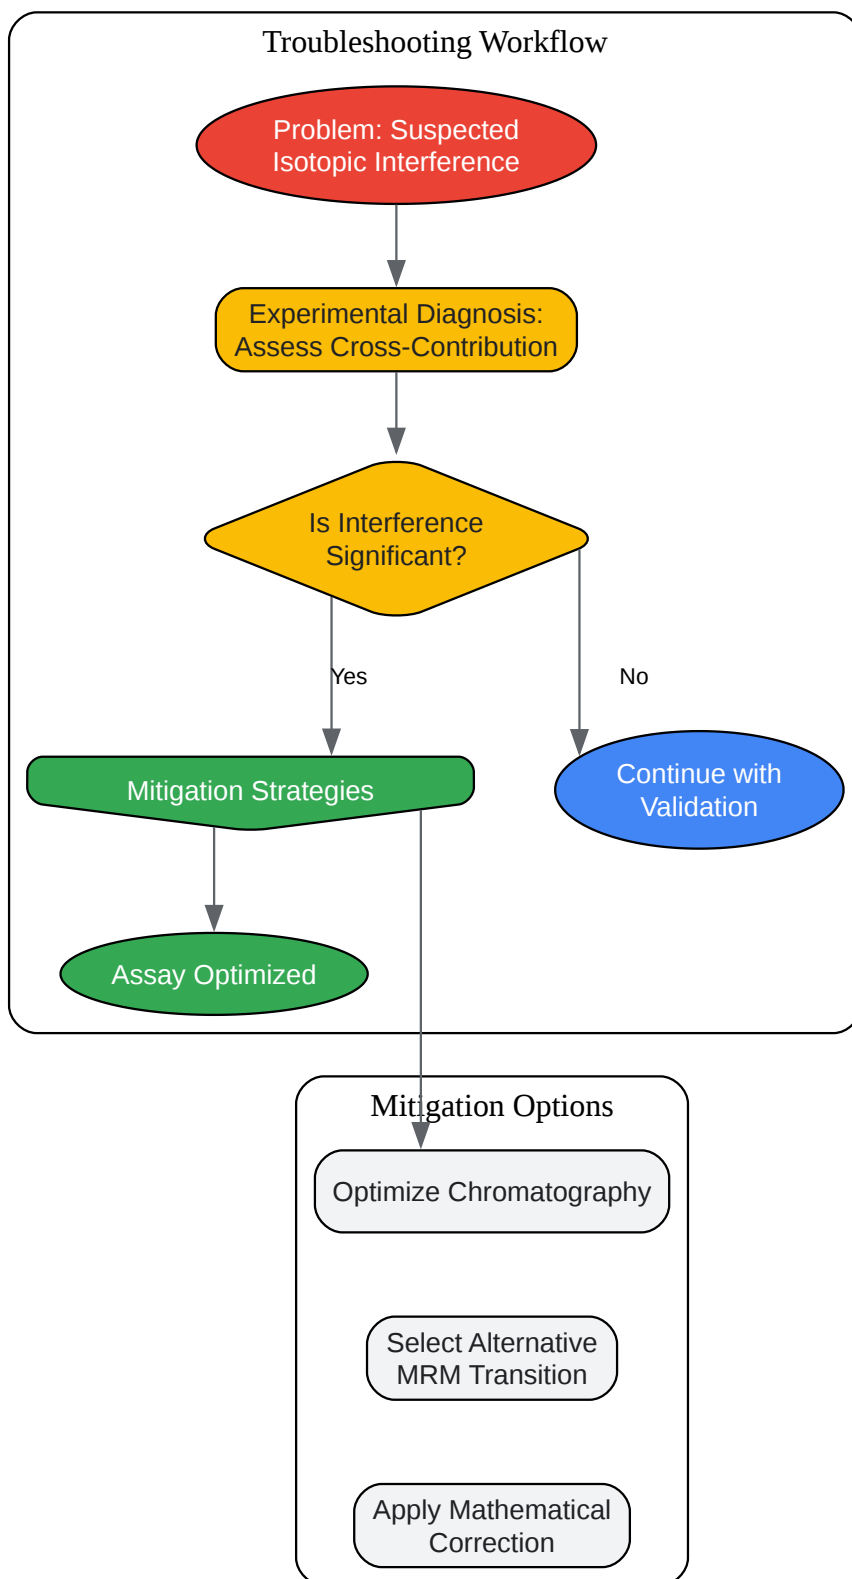 Troubleshooting Workflow
Problem: Suspected
Isotopic Interference
Experimental Diagnosis:
Assess Cross-Contribution
Is Interference
Significant?
Yes
No
Mitigation Strategies
Continue with
Validation
Assay Optimized
Mitigation Options
Optimize Chromatography
Select Alternative
MRM Transition
Apply Mathematical
Correction